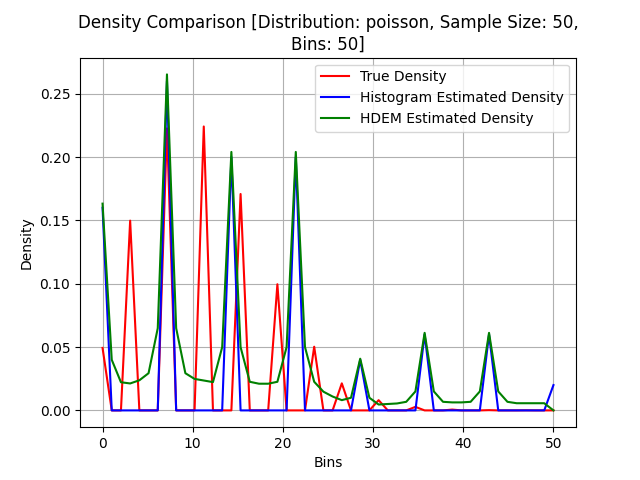 Density Comparison [Distribution: poisson, Sample Size: 50,
Bins: 50]
True Density
Histogram Estimated Density
HDEM Estimated Density
Density
0.25
0.20
0.15
0.10
0.05
0.00
0 10 20 30 40 50
Bins